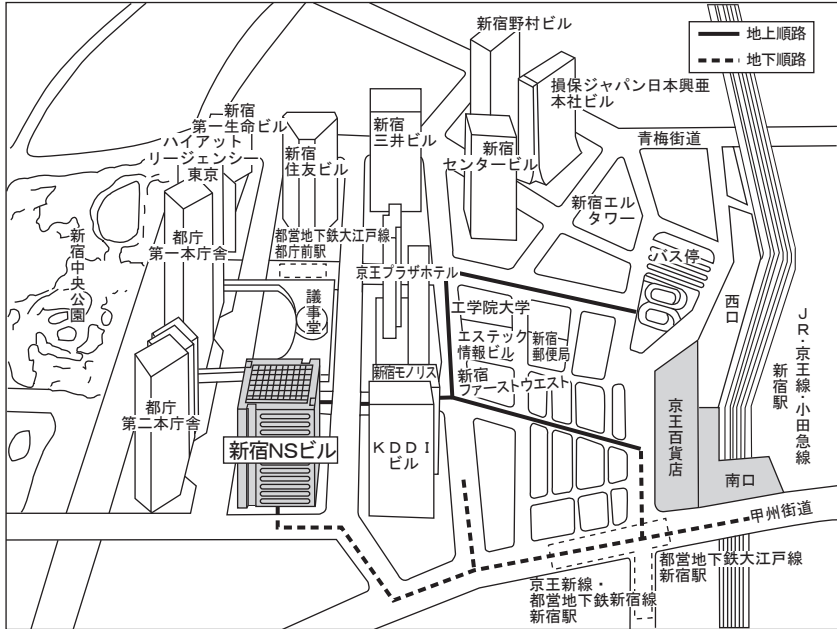 新宿野村ビル
地上順路
地下順路
損保ジャパン日本興亜
本社ビル
新宿
第一生命ビル
ハイアット
リージェンシー
東京
新宿
住友ビル
新宿
三井ビル
新宿
センタービル
青梅街道
新宿エル
タワー
新宿中央公園
都庁
第一本庁舎
都営地下鉄大江戸線
都庁前駅
京王プラザホテル
バス停
議事堂
工学院大学
西口
JR・京王線・小田急線
新宿駅
エステック
情報ビル
新宿
郵便局
新宿モノリス
新宿
ファーストウエスト
都庁
第二本庁舎
新宿NSビル
KDDI
ビル
京王百貨店
南口
甲州街道
都営地下鉄大江戸線
新宿駅
京王新線・
都営地下鉄新宿線
新宿駅